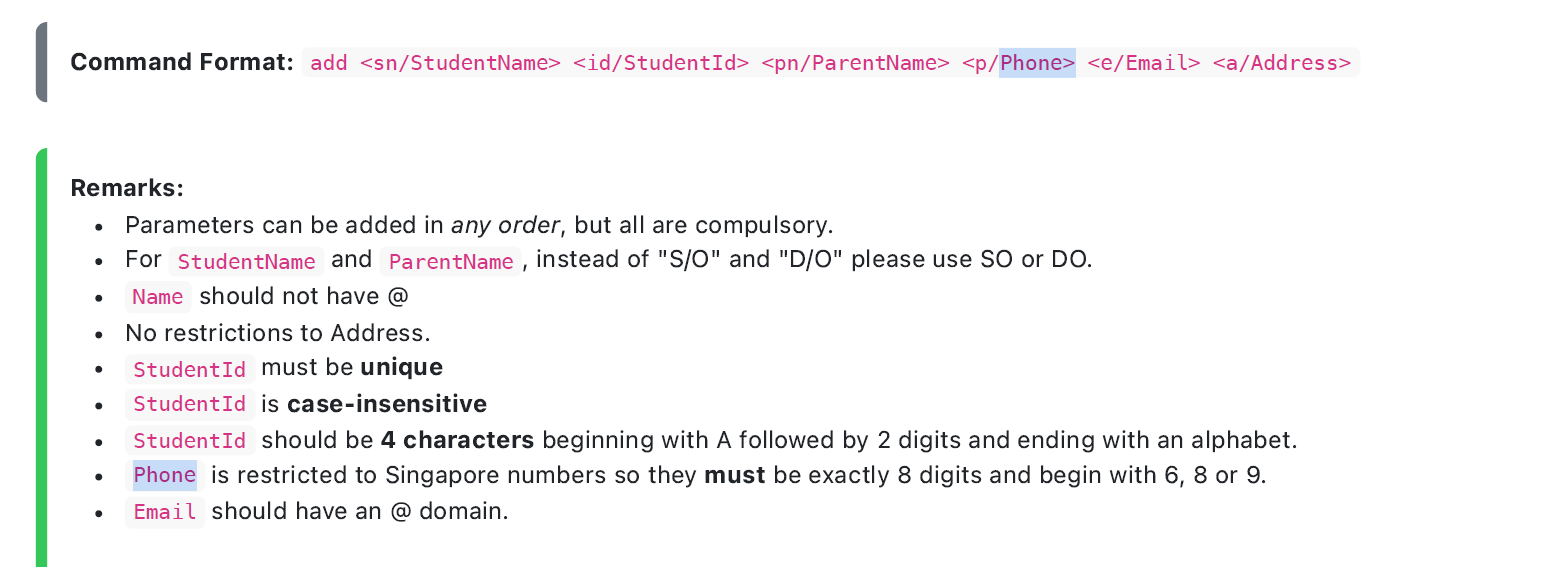 Command Format: add <sn/StudentName> <id/StudentId> <pn/ParentName> <p/Phone> <e/Email> <a/Address>
Remarks:
• Parameters can be added in any order, but all are compulsory.
• For StudentName and ParentName, instead of "S/O" and "D/O" please use SO or DO.
• Name should not have @
• No restrictions to Address.
• StudentId must be unique
• StudentId is case-insensitive
• StudentId should be 4 characters beginning with A followed by 2 digits and ending with an alphabet.
• Phone is restricted to Singapore numbers so they must be exactly 8 digits and begin with 6, 8 or 9.
• Email should have an @ domain.